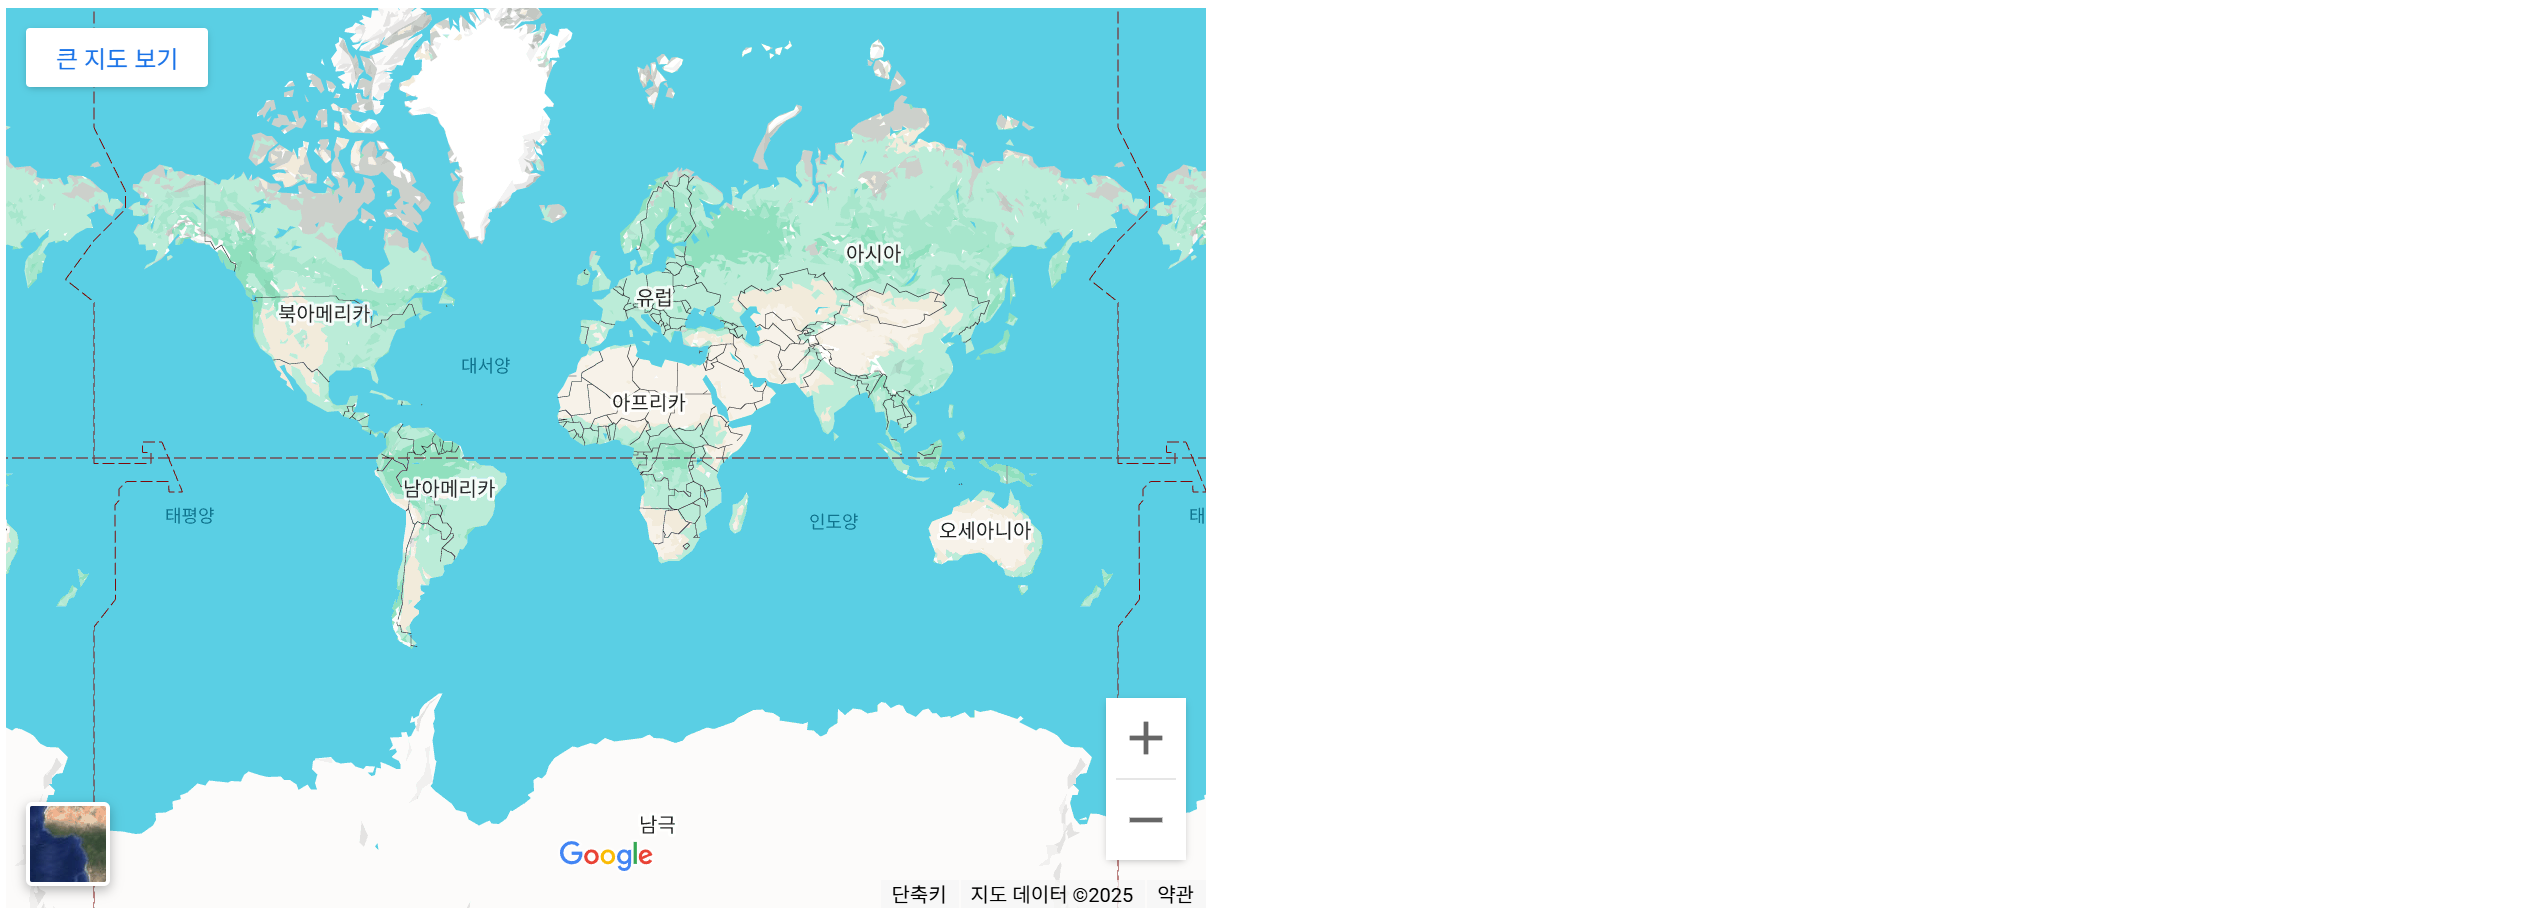 큰 지도 보기
아시아
유럽
북아메리카
대서양
아프리카
남아메리카
태평양
태
인도양
오세아니아
남극
Google
단축키
지도 데이터 ©2025
약관